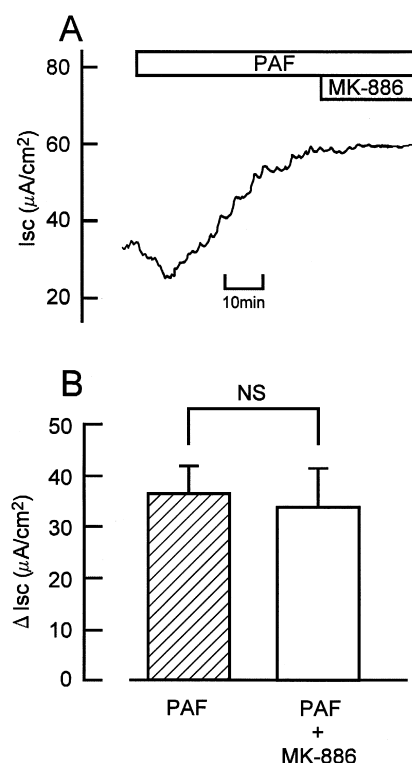 A
80
PAF
MK-886
60
Isc (μA/cm2)
40
20
10min
B
NS
50
40
30
Δ Isc (μA/cm2)
20
10
0
PAF
PAF
+
MK-886